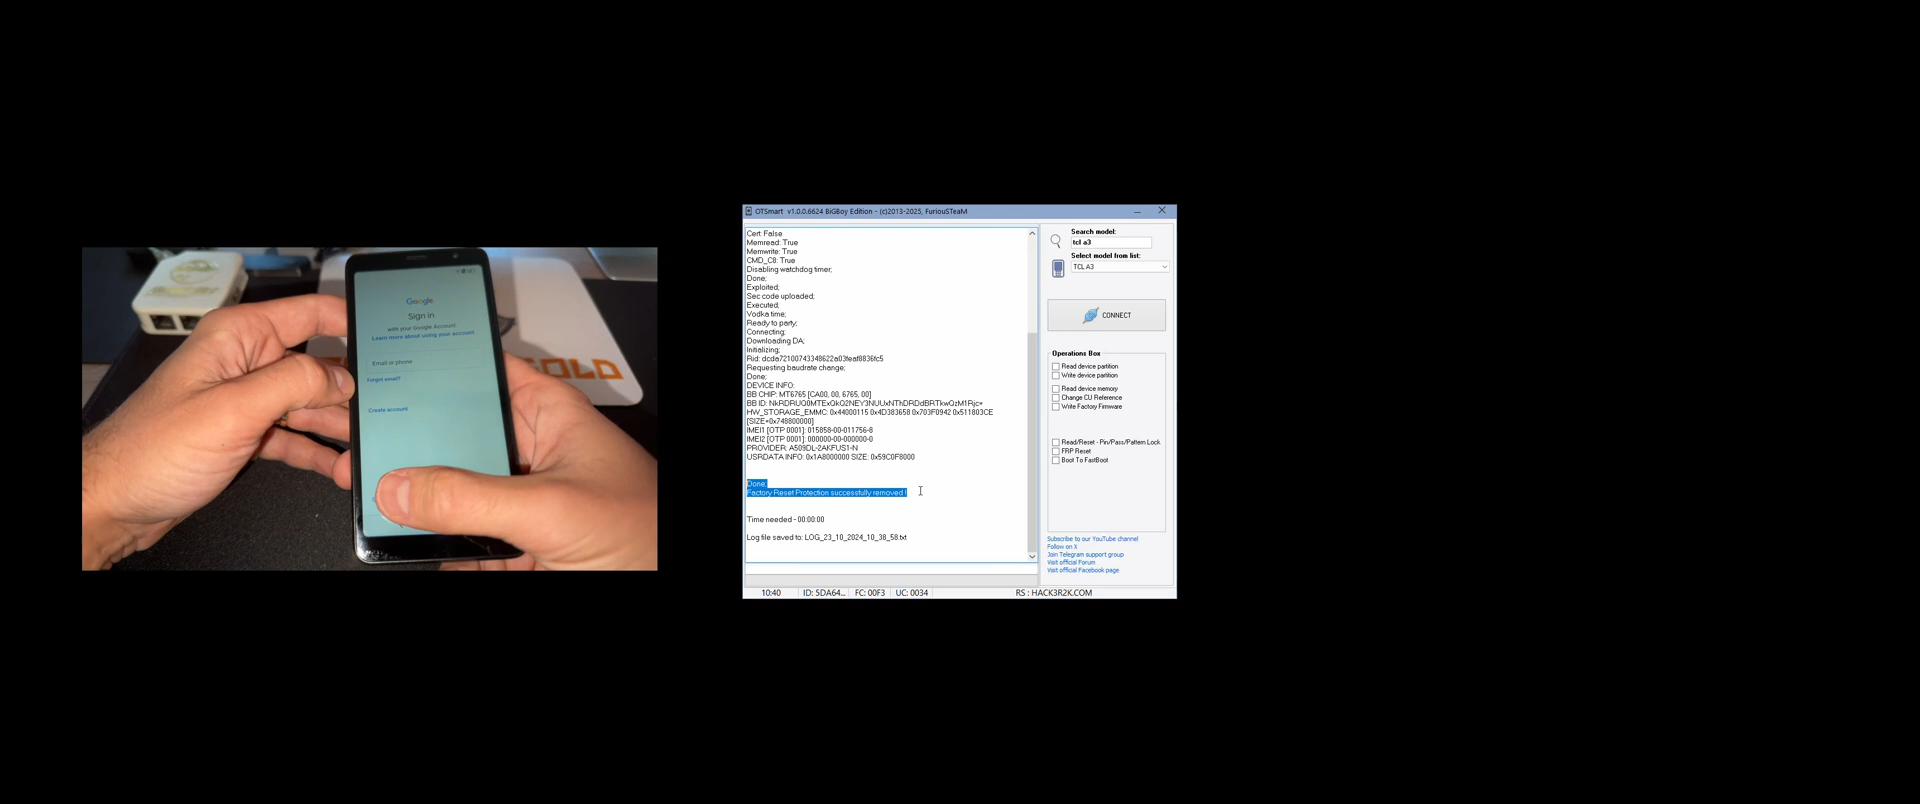 Google
Sign in
with your Google Account.
Learn more about using your account
Email or phone
Forgot email?
Create account
OLD
OTSmart v1.0.0.6624 BiGBoy Edition - (c)2013-2025, FuriouSTeaM
Cert: False
Memread: True
Memwrite: True
CMD_C8: True
Disabling watchdog timer;
Done;
Exploited;
Sec code uploaded;
Executed;
Vodka time;
Ready to party;
Connecting;
Downloading DA;
Initializing;
Rid: dcda72100743348622a03feaf8836fc5
Requesting baudrate change;
Done;
DEVICE INFO:
BB CHIP: MT6765 [CA00, 00, 6765, 00]
HW_STORAGE_EMMC: 0x44000115 0x4D383658 0x703F0942 0x511803CE
[SIZE=0x748800000]
IMEI1 [OTP 0001]: 015858-00-011756-8
IMEI2 [OTP 0001]: 000000-00-000000-0
PROVIDER: A509DL-2AKFUS1-N
USRDATA INFO: 0x1A8000000 SIZE: 0x59C0F8000
Done;
Factory Reset Protection successfully removed !
Time needed - 00:00:00
Log file saved to: LOG_23_10_2024_10_38_58.txt
Search model:
tcl a3
Select model from list:
TCL A3
CONNECT
Operations Box
Read device partition
Write device partition
Read device memory
Change CU Reference
Write Factory Firmware
Read/Reset - Pin/Pass/Pattern Lock
FRP Reset
Boot To FastBoot
Subscribe to our YouTube channel
Follow on X
Join Telegram support group
Visit official Forum
Visit official Facebook page
10:40
ID: 5DA64...
FC: 00F3
UC: 0034
RS : HACK3R2K.COM